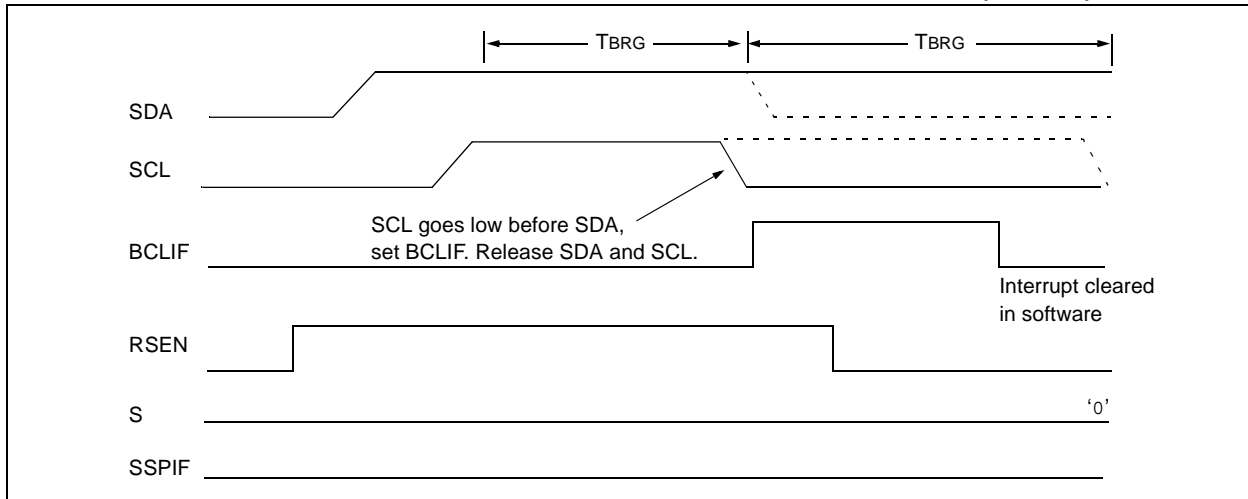 TBRG
TBRG
SDA
SCL
SCL goes low before SDA,
set BCLIF. Release SDA and SCL.
BCLIF
Interrupt cleared
in software
RSEN
S
‘0’
SSPIF